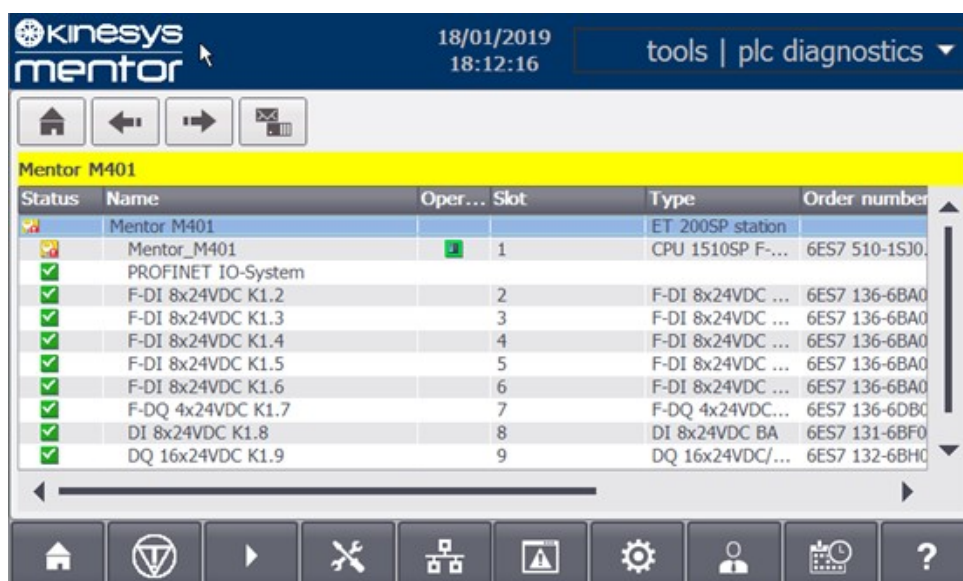 kinesys
mentor
18/01/2019
18:12:16
tools | plc diagnostics
Mentor M401
Status Name Oper... Slot Type Order number
Mentor M401 ET 200SP station
Mentor_M401 1 CPU 1510SP F-... 6ES7 510-1SJ0.
PROFINET IO-System
F-DI 8x24VDC K1.2 2 F-DI 8x24VDC ... 6ES7 136-6BA0
F-DI 8x24VDC K1.3 3 F-DI 8x24VDC ... 6ES7 136-6BA0
F-DI 8x24VDC K1.4 4 F-DI 8x24VDC ... 6ES7 136-6BA0
F-DI 8x24VDC K1.5 5 F-DI 8x24VDC ... 6ES7 136-6BA0
F-DI 8x24VDC K1.6 6 F-DI 8x24VDC ... 6ES7 136-6BA0
F-DQ 4x24VDC K1.7 7 F-DQ 4x24VDC... 6ES7 136-6DB0
DI 8x24VDC K1.8 8 DI 8x24VDC BA 6ES7 131-6BF0
DQ 16x24VDC K1.9 9 DQ 16x24VDC/... 6ES7 132-6BH0
?